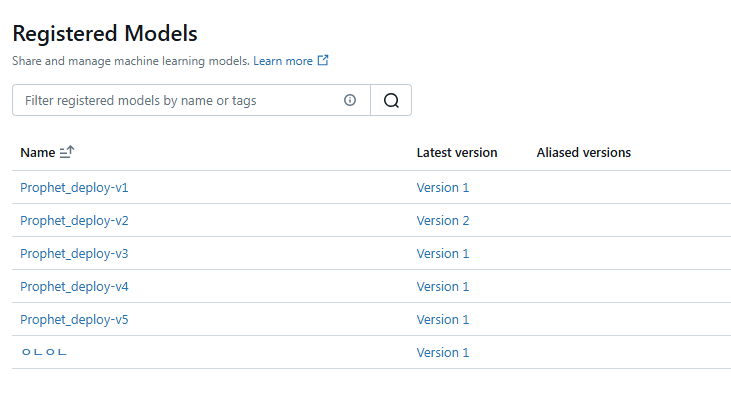 Registered Models
Share and manage machine learning models. Learn more
Filter registered models by name or tags
Name Latest version Aliased versions
Prophet_deploy-v1 Version 1
Prophet_deploy-v2 Version 2
Prophet_deploy-v3 Version 1
Prophet_deploy-v4 Version 1
Prophet_deploy-v5 Version 1
ㅇㄴㅇㄴ Version 1